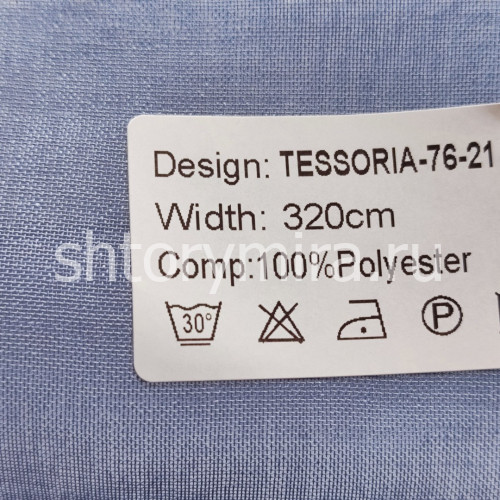 Design: TESSORIA-76-21
Width: 320cm
shtorymira.ru
Comp:100%Polyester
30°
P